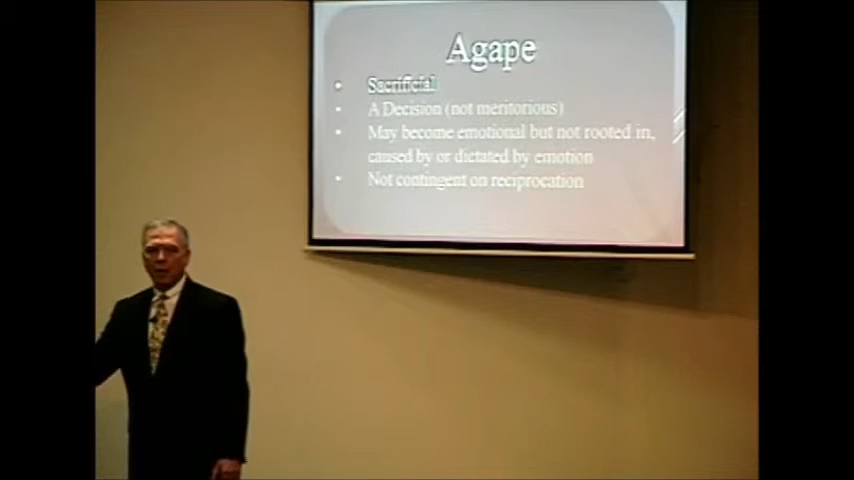 Agape
• Sacrificial
• A Decision (not meritorious)
• May become emotional but not rooted in,
caused by or dictated by emotion
• Not contingent on reciprocation